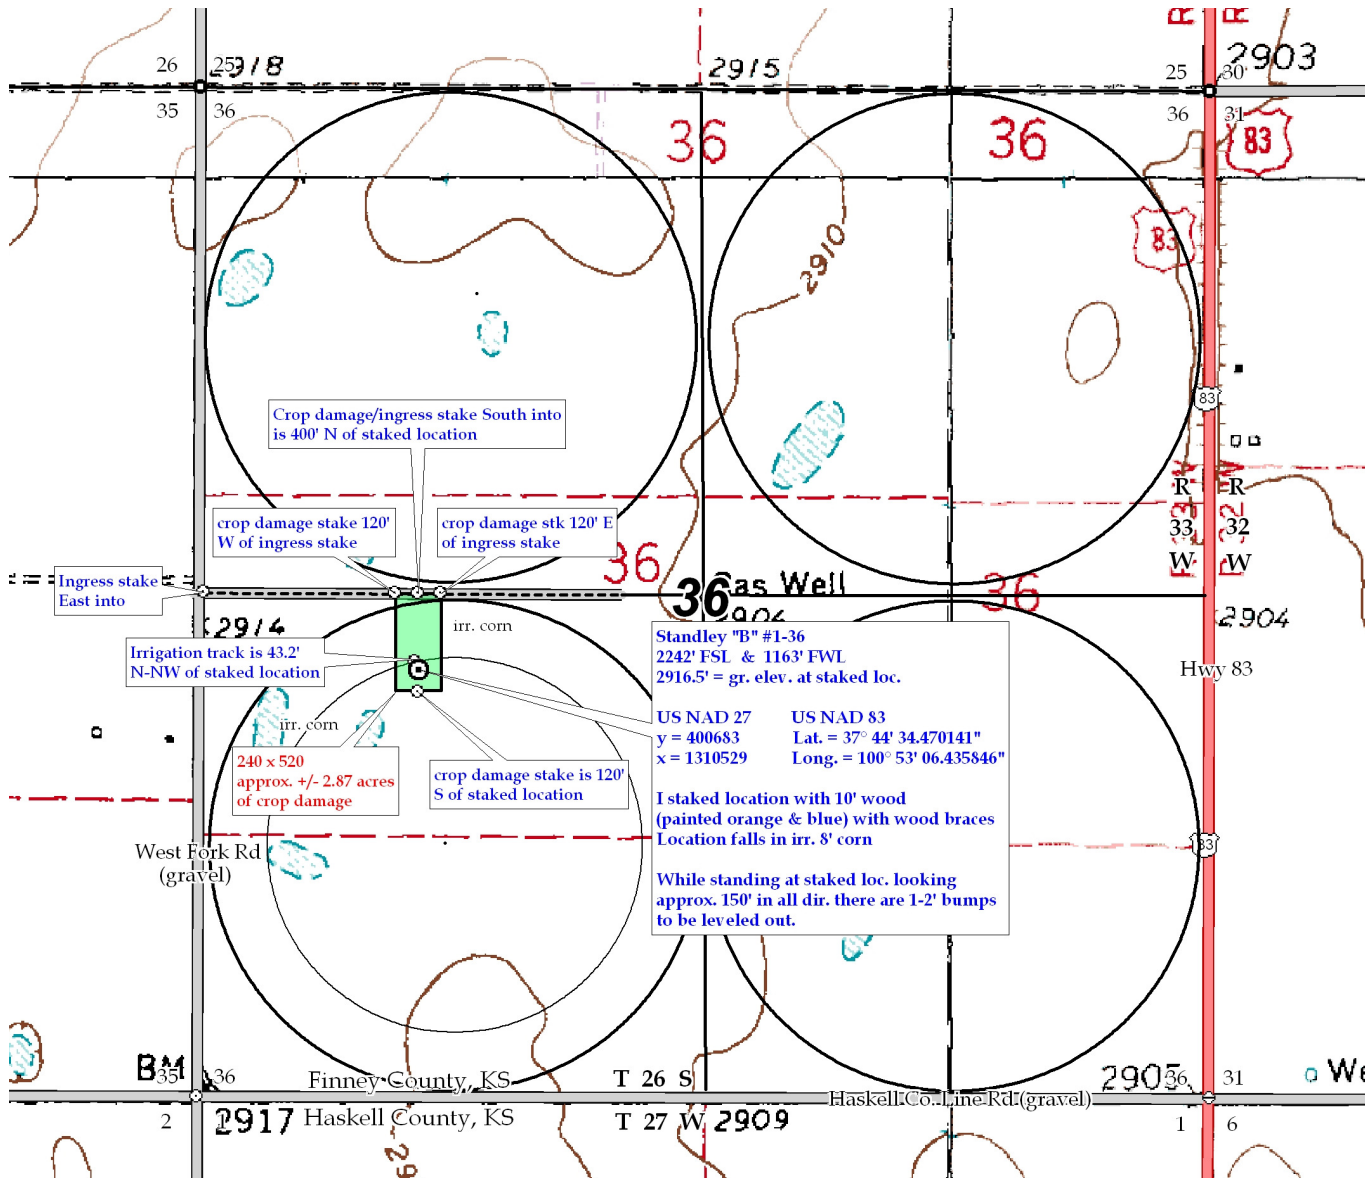 26 25 2918
2915
25 30 2903
35 36
36 31
36
36
83
83
2910
Crop damage/ingress stake South into
is 400' N of staked location
83
crop damage stake 120'
W of ingress stake
crop damage stk 120' E
of ingress stake
R R
33 32
W W
Ingress stake
East into
36
36
Gas Well
36
2904
2914
irr. corn
2904
Irrigation track is 43.2'
N-NW of staked location
Hwy 83
Standley "B" #1-36
2242' FSL & 1163' FWL
2916.5' = gr. elev. at staked loc.
US NAD 27 US NAD 83
y = 400683 Lat. = 37° 44' 34.470141"
x = 1310529 Long. = 100° 53' 06.435846"
I staked location with 10' wood
(painted orange & blue) with wood braces
Location falls in irr. 8' corn
While standing at staked loc. looking
approx. 150' in all dir. there are 1-2' bumps
to be leveled out.
irr. corn
240 x 520
approx. +/- 2.87 acres
of crop damage
crop damage stake is 120'
S of staked location
West Fork Rd
(gravel)
83
BM
35 36
Finney County, KS
T 26 S
2905
36 31
We
Haskell Co. Line Rd (gravel)
2 2917
Haskell County, KS
T 27 W 2909
1 6